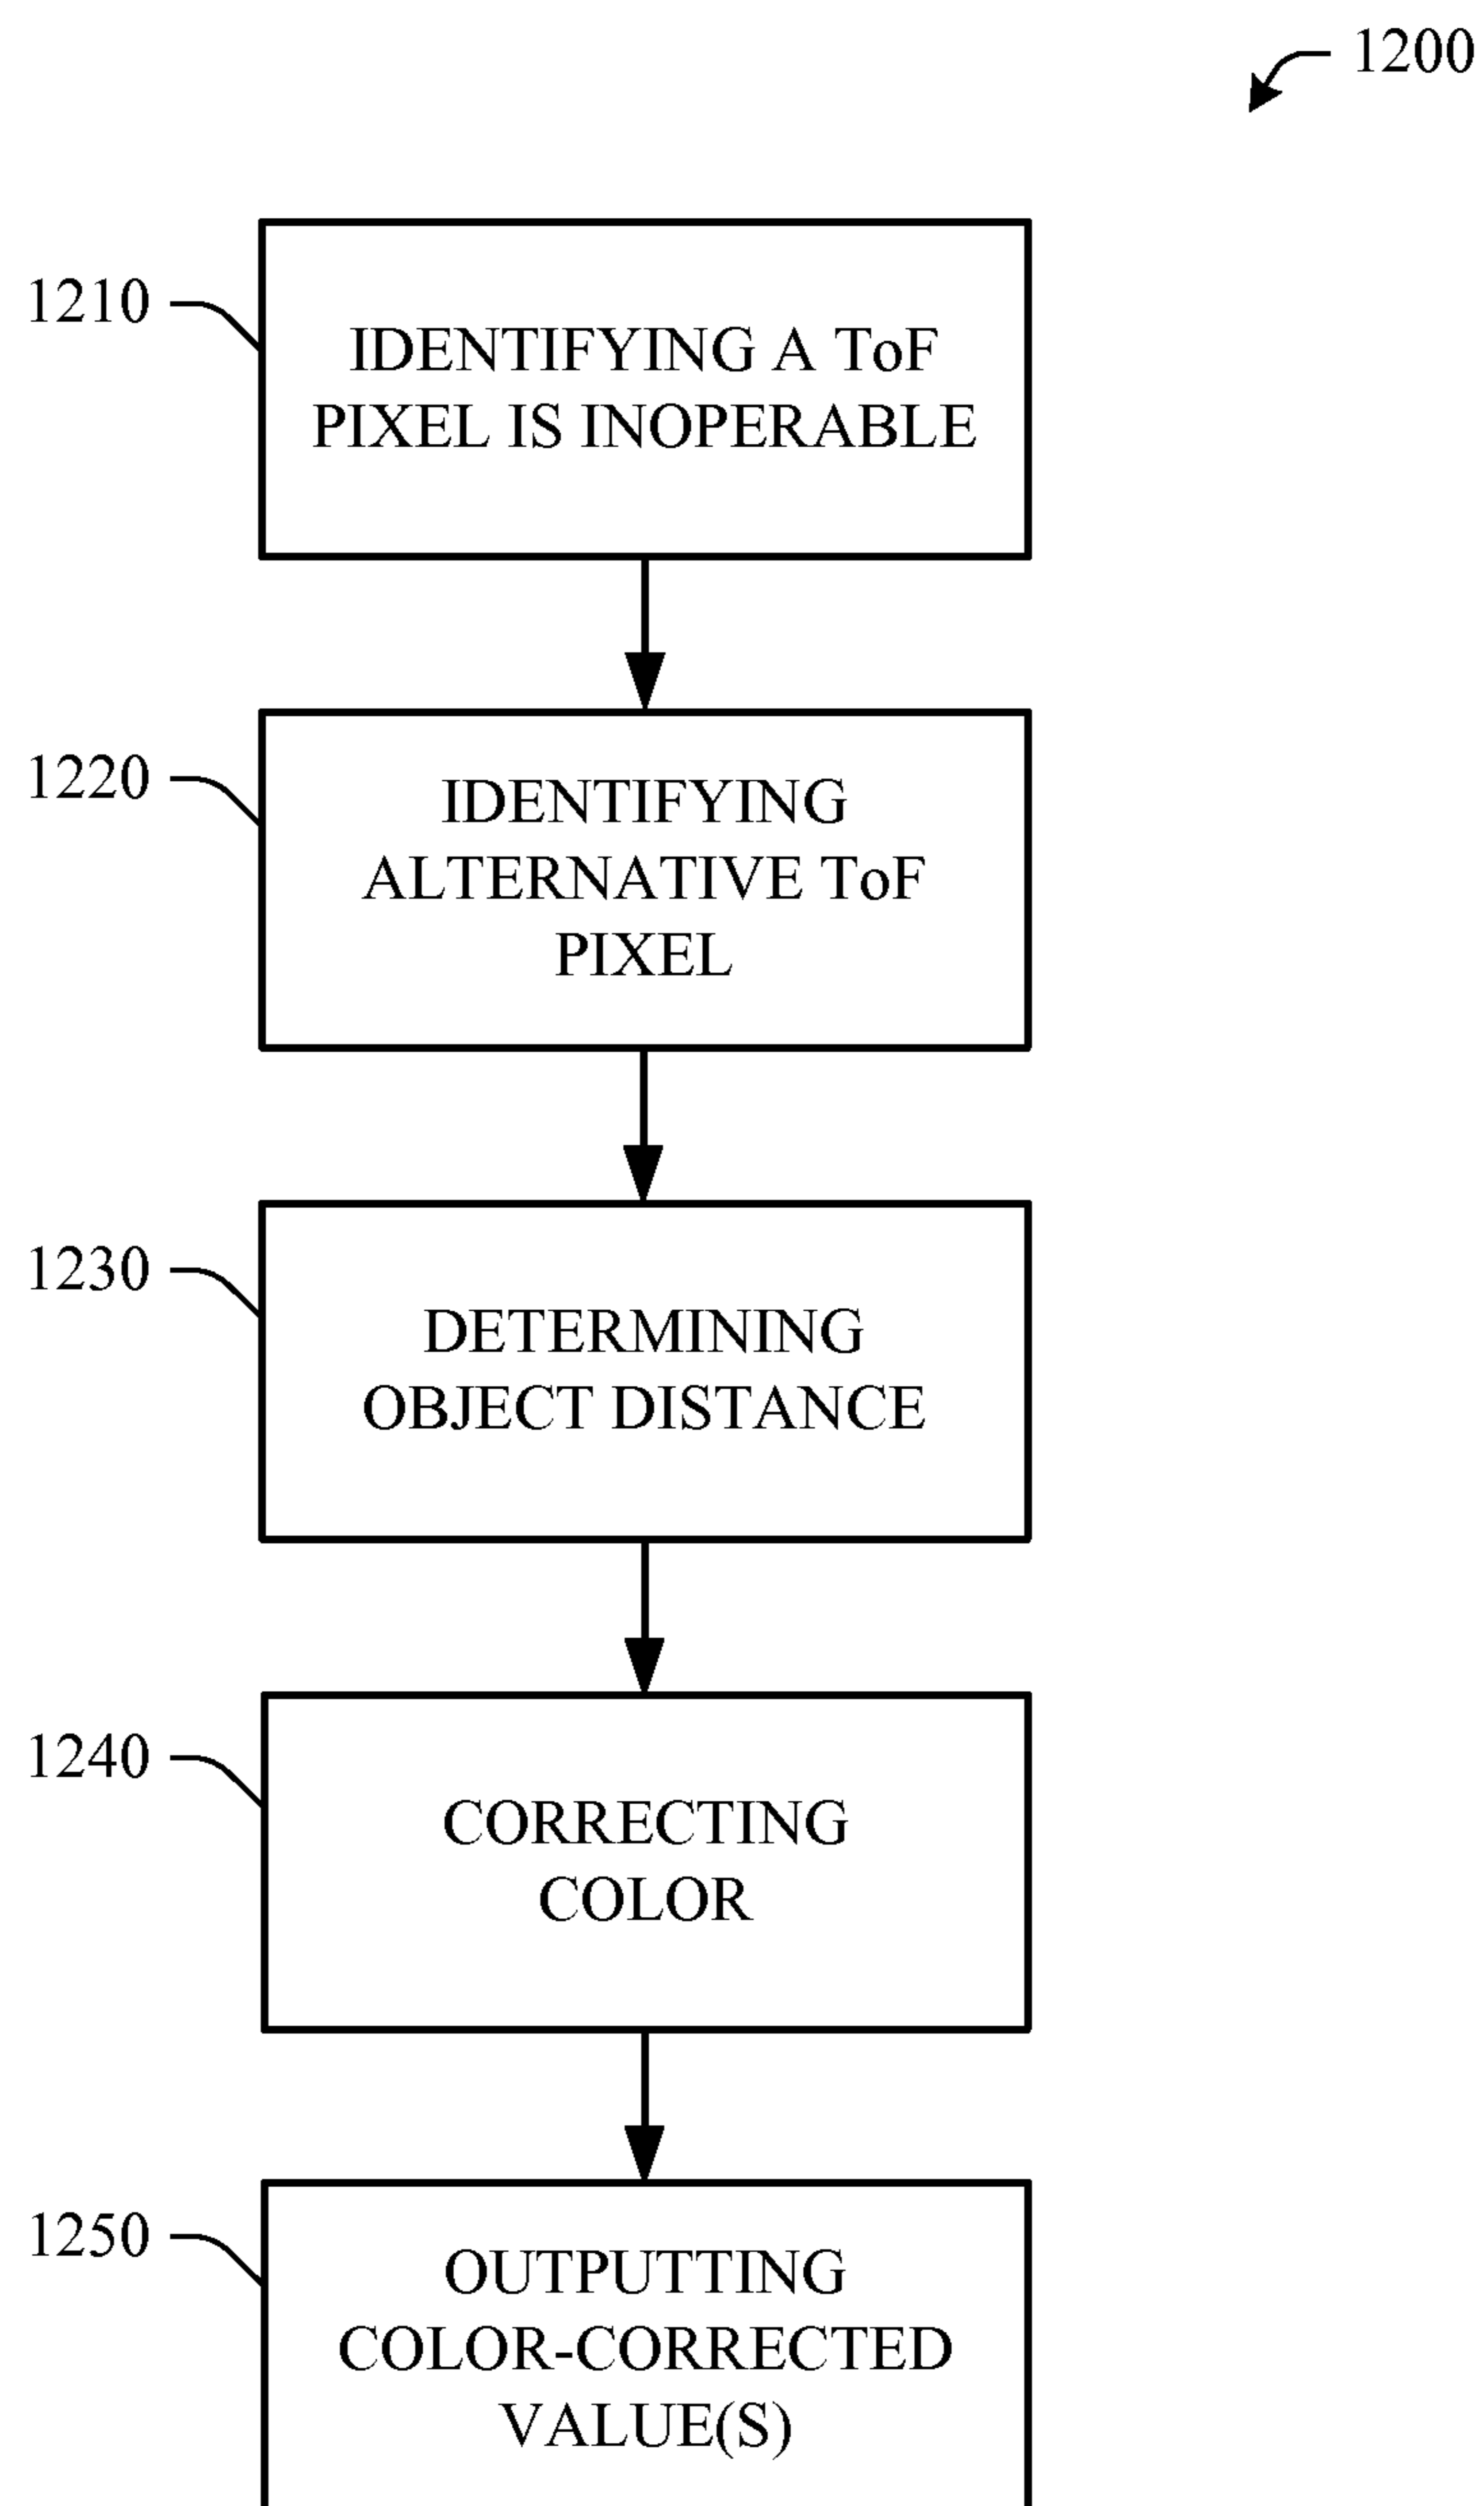 1200
1210
IDENTIFYING A ToF
PIXEL IS INOPERABLE
1220
IDENTIFYING
ALTERNATIVE ToF
PIXEL
1230
DETERMINING
OBJECT DISTANCE
1240
CORRECTING
COLOR
1250
OUTPUTTING
COLOR-CORRECTED
VALUE(S)